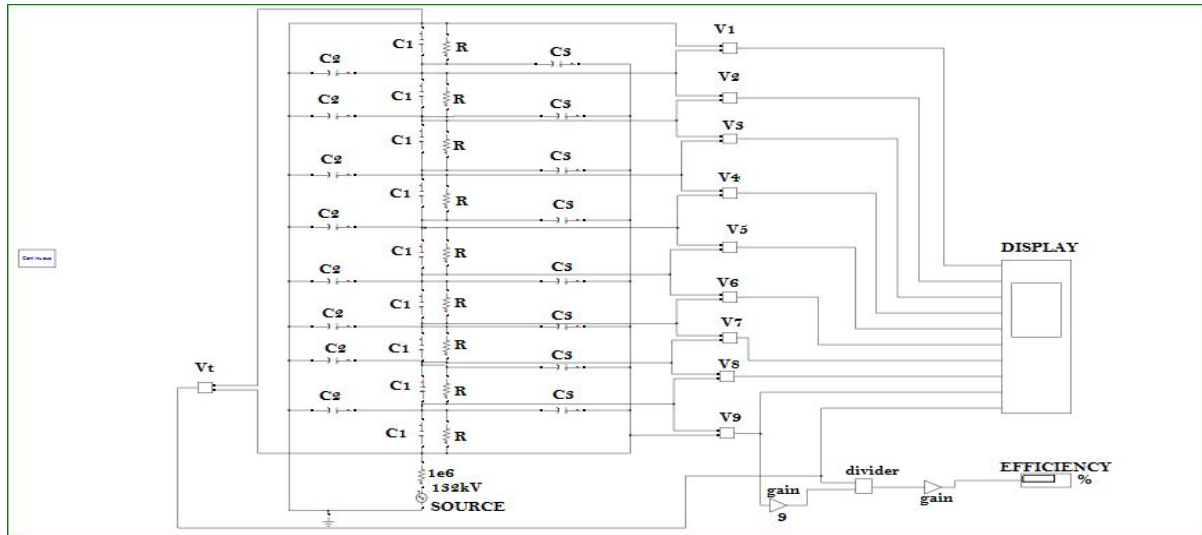 V1
C1
R
C3
C2
V2
C1
R
C3
C2
V3
C1
R
C3
C2
V4
C1
R
C3
C2
V5
C1
R
C3
C2
DISPLAY
V6
C1
R
C3
C2
V7
C1
R
C3
C2
Vt
V8
C1
R
C3
C2
V9
C1
R
1e6
132kV
SOURCE
divider
EFFICIENCY
%
gain
9
gain
Continuous